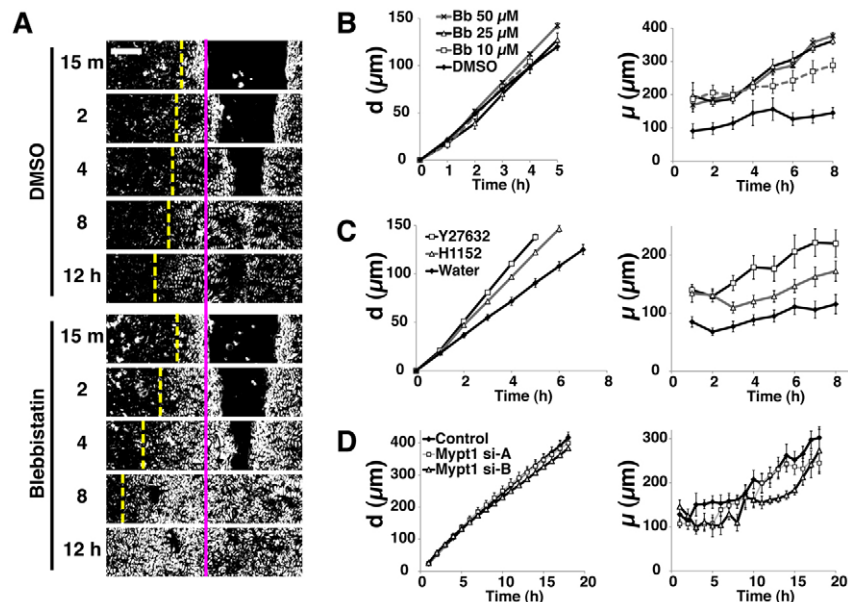 A
DMSO
15 m
2
4
8
12 h
Blebbistatin
15 m
2
4
8
12 h
B
d (µm)
150
100
50
0
Bb 50 µM
Bb 25 µM
Bb 10 µM
DMSO
0 1 2 3 4 5
Time (h)
µ (µm)
400
300
200
100
0
0 2 4 6 8
Time (h)
C
d (µm)
150
100
50
0
Y27632
H1152
Water
0 2 4 6 8
Time (h)
µ (µm)
200
100
0
0 2 4 6 8
Time (h)
D
d (µm)
400
300
200
100
0
Control
Mypt1 si-A
Mypt1 si-B
0 5 10 15 20
Time (h)
µ (µm)
300
200
100
0
0 5 10 15 20
Time (h)